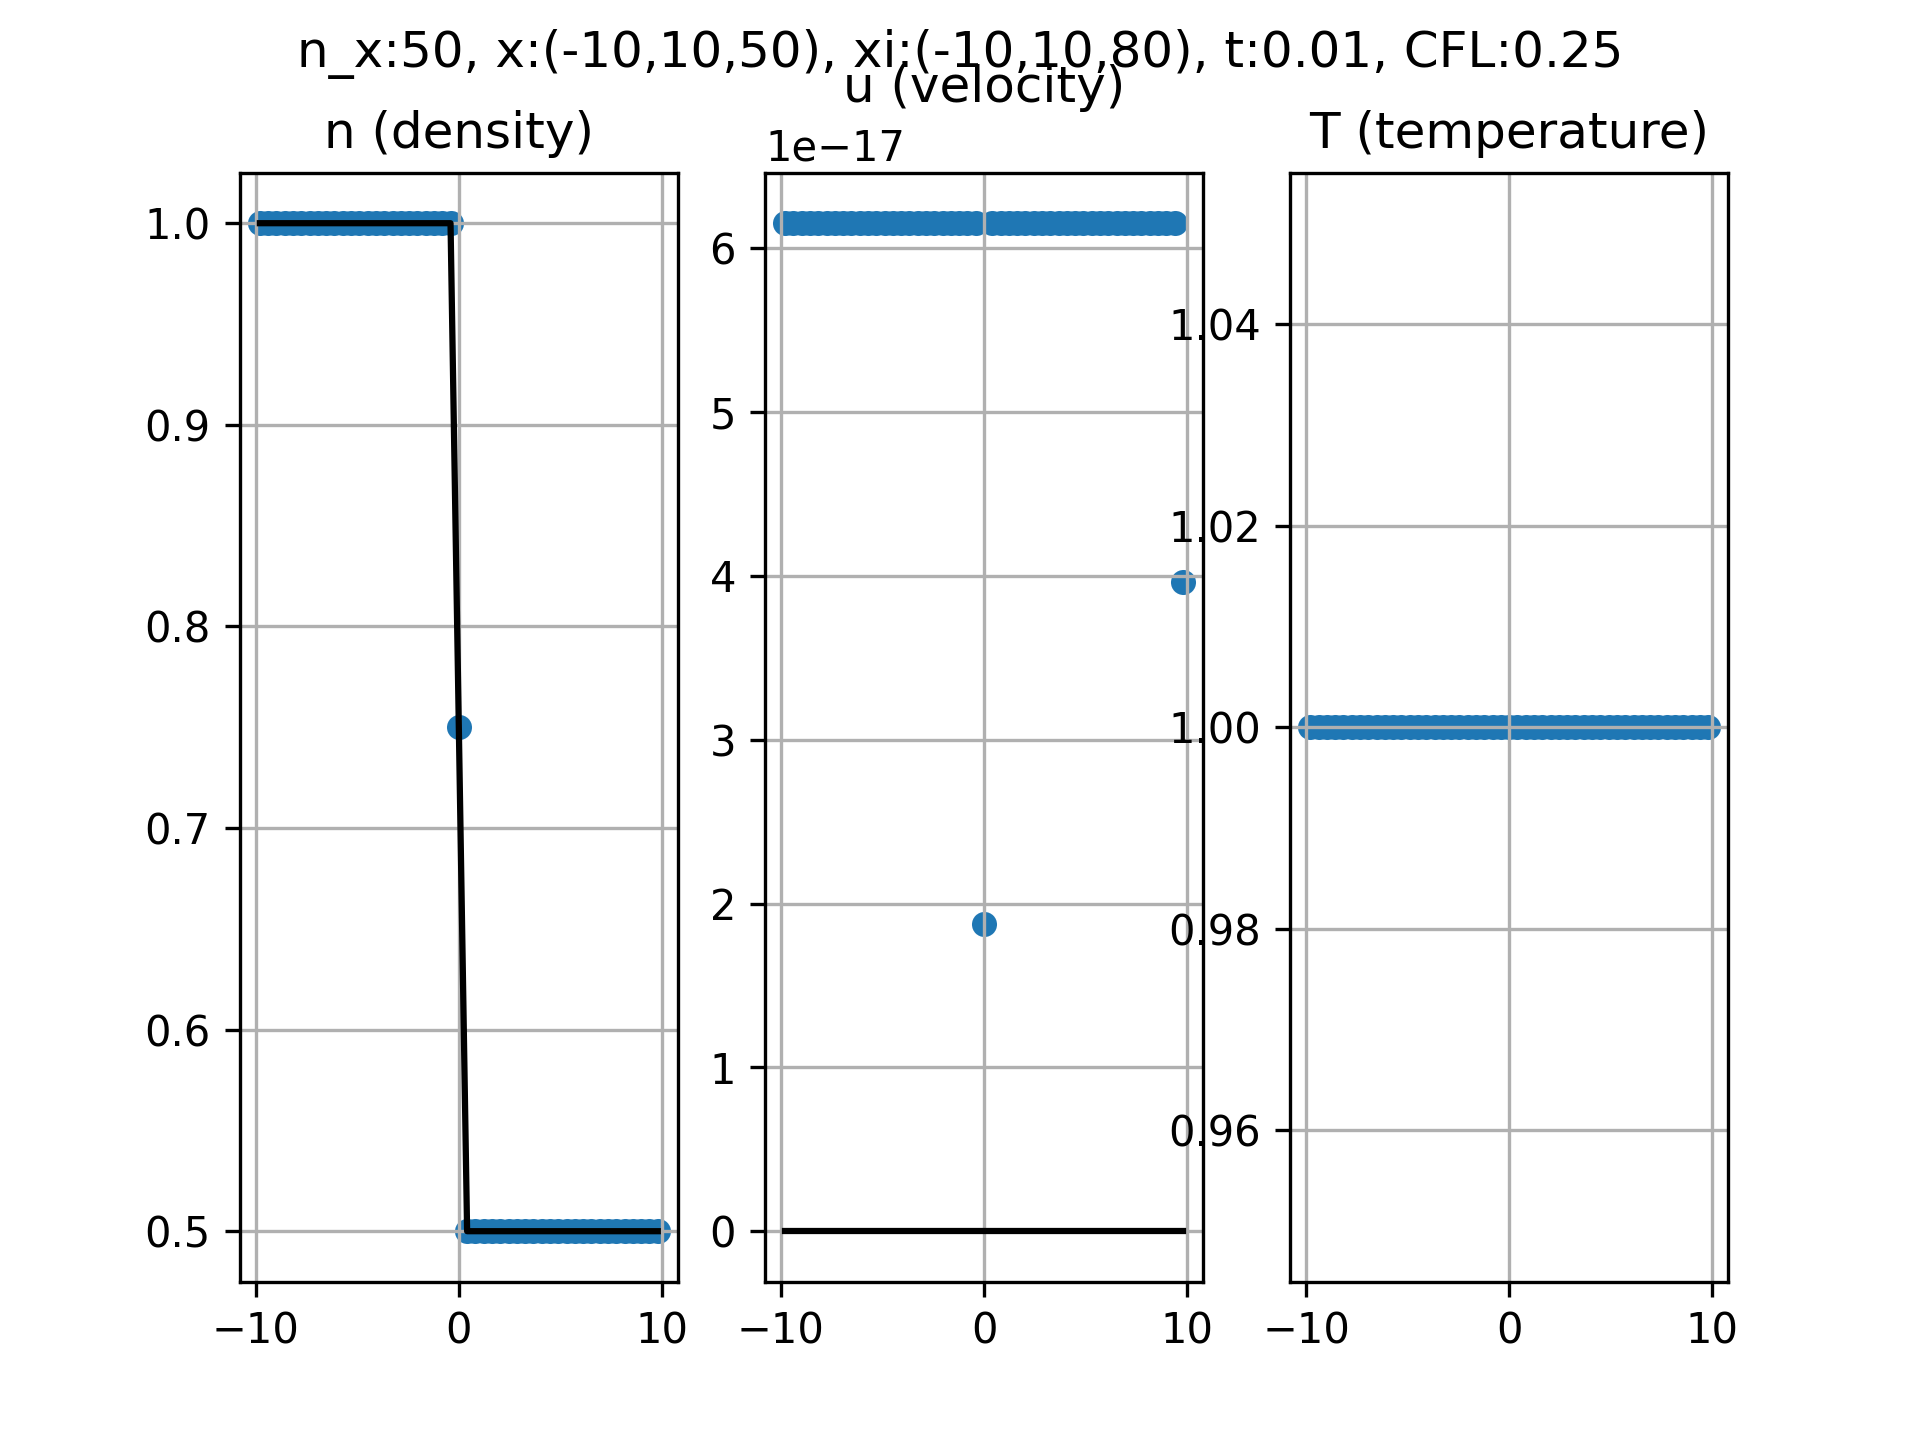 n_x:50, x:(-10,10,50), xi:(-10,10,80), t:0.01, CFL:0.25
n (density)
1.0
0.9
0.8
0.7
0.6
0.5
−10 0 10
u (velocity)
1e−17
6
5
4
3
2
1
0
−10 0 10
T (temperature)
1.04
1.02
1.00
0.98
0.96
−10 0 10